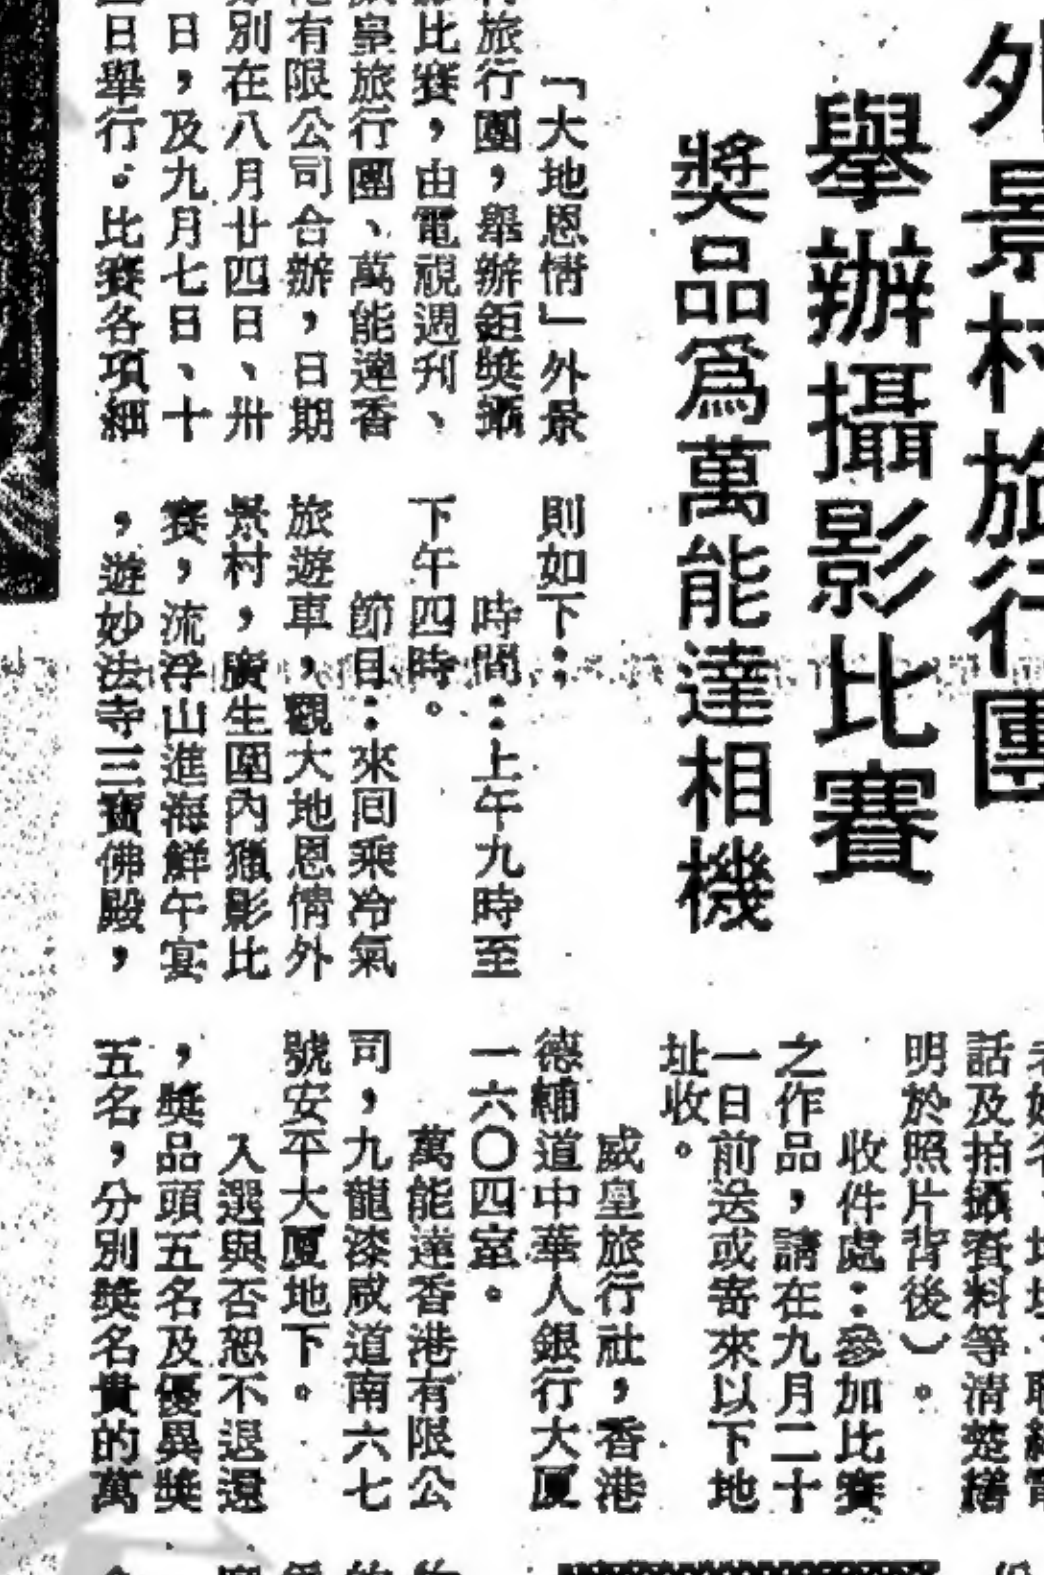 外景村旅行團
舉辦攝影比賽
獎品爲萬能達相機
「大地恩情」外景
旅行團，舉辦鉅獎攝
比賽，由電視週刊、
皇旅行團、萬能達香
有限公司合辦，日期
別在八月廿四日、卅
日，及九月七日、十
日舉行。比賽各項細
則如下：
時間：上午九時至
下午四時。
節目：來回乘冷氣
旅遊車，觀大地恩情外
景村，廣生圍內獵影比
賽，流浮山進海鮮午宴
，遊妙法寺三寶佛殿，
話及拍攝資料等清楚繕
明於照片背後）。
收件處：參加比賽
之作品，請在九月二十
一日前送或寄來以下地
址收。
威皇旅行社，香港
德輔道中華人銀行大厦
一六〇四室。
萬能達香港有限公
司，九龍漆咸道南六七
號安平大厦地下。
入選與否恕不退還
，獎品頭五名及優異獎
五名，分別獎名貴的萬